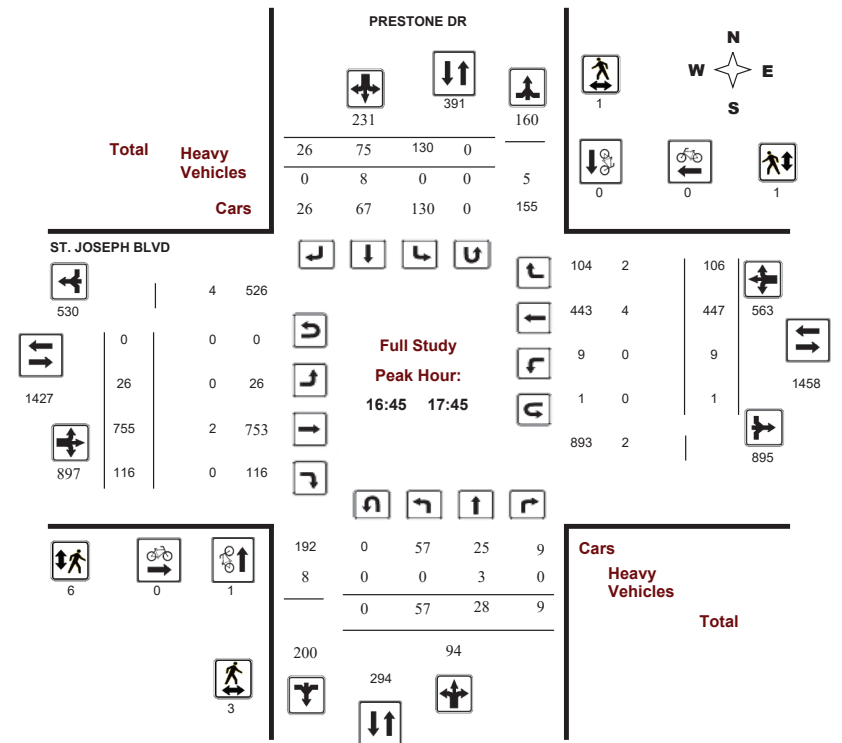 PRESTONE DR
N
W E
S
391
231 160
1
Total Heavy Vehicles
26 75 130 0
0 8 0 0 5
Cars 26 67 130 0 155
0 0 1
ST. JOSEPH BLVD
530 4 526
104 2 106
443 4 447 563
0 0 0
Full Study
9 0 9
1427 26 0 26
Peak Hour:
1458
16:45 17:45
1 0 1
755 2 753
893 2 895
897 116 0 116
192 0 57 25 9 Cars
8 0 0 3 0 Heavy Vehicles
6 0 1
0 57 28 9 Total
200 94
294
3